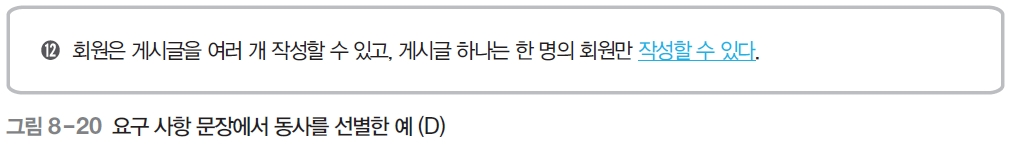 ⓬ 회원은 게시글을 여러 개 작성할 수 있고, 게시글 하나는 한 명의 회원만 작성할 수 있다.
그림 8-20 요구 사항 문장에서 동사를 선별한 예 (D)